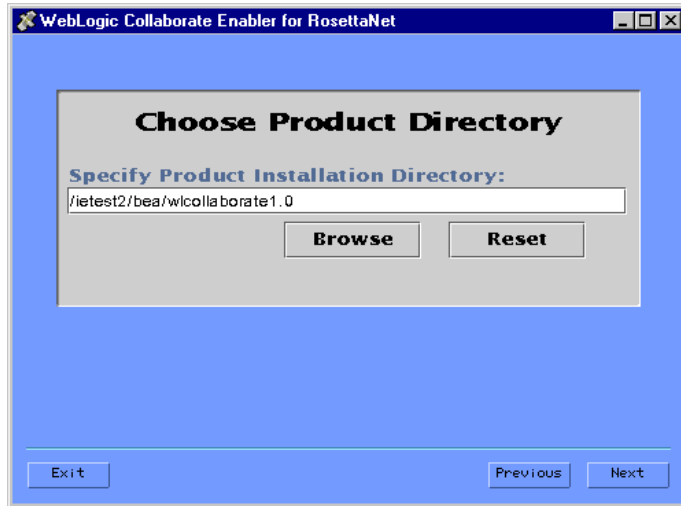 WebLogic Collaborate Enabler for RosettaNet
Choose Product Directory
Specify Product Installation Directory:
/ietest2/bea/wlcollaborate1.0
Browse Reset
Exit Previous Next